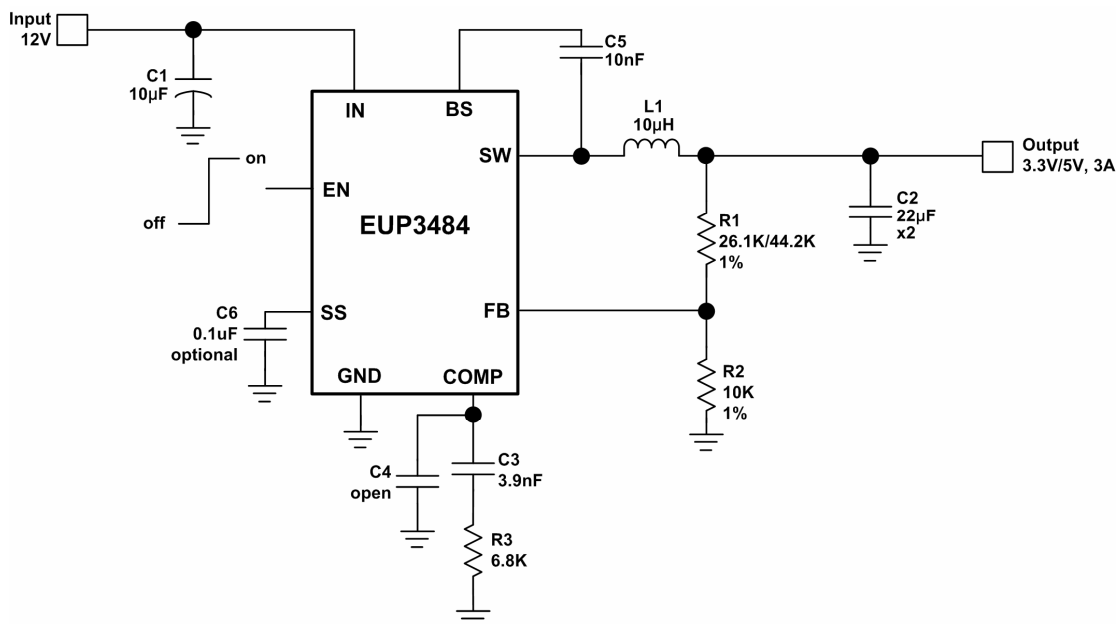 Input
12V
C1
10µF
IN
BS
C5
10nF
L1
10µH
SW
Output
3.3V/5V, 3A
on
off
EN
EUP3484
C2
22µF
x2
R1
26.1K/44.2K
1%
C6
0.1uF
optional
SS
FB
GND
COMP
R2
10K
1%
C4
open
C3
3.9nF
R3
6.8K